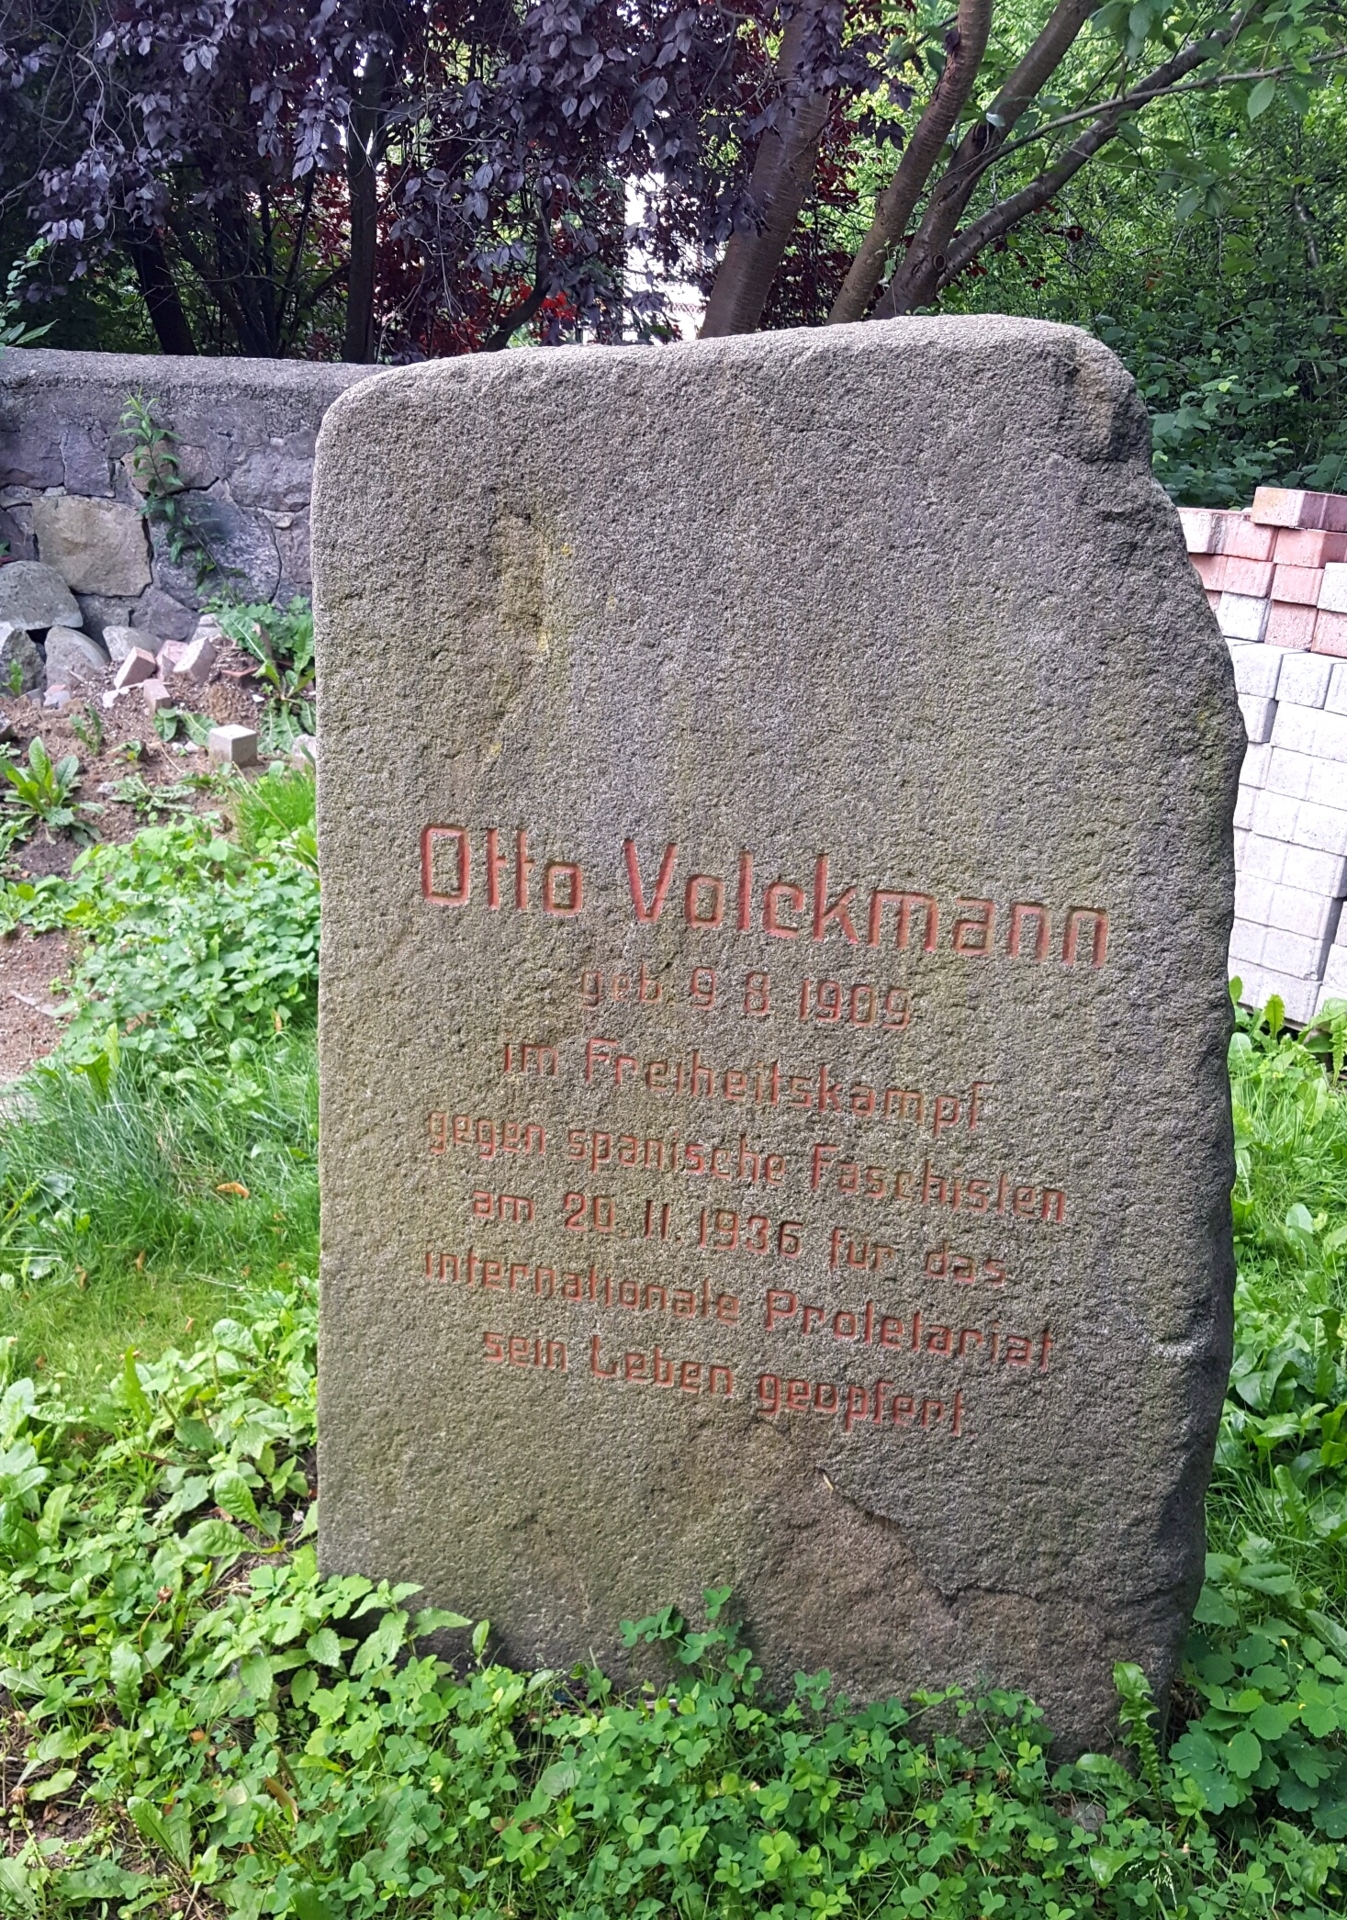 Otto Volckmann
geb. 9 8 1909
im Freiheitskampf
gegen spanische Faschisten
am 20.11.1936 für das
internationale Proletariat
sein Leben geopfert